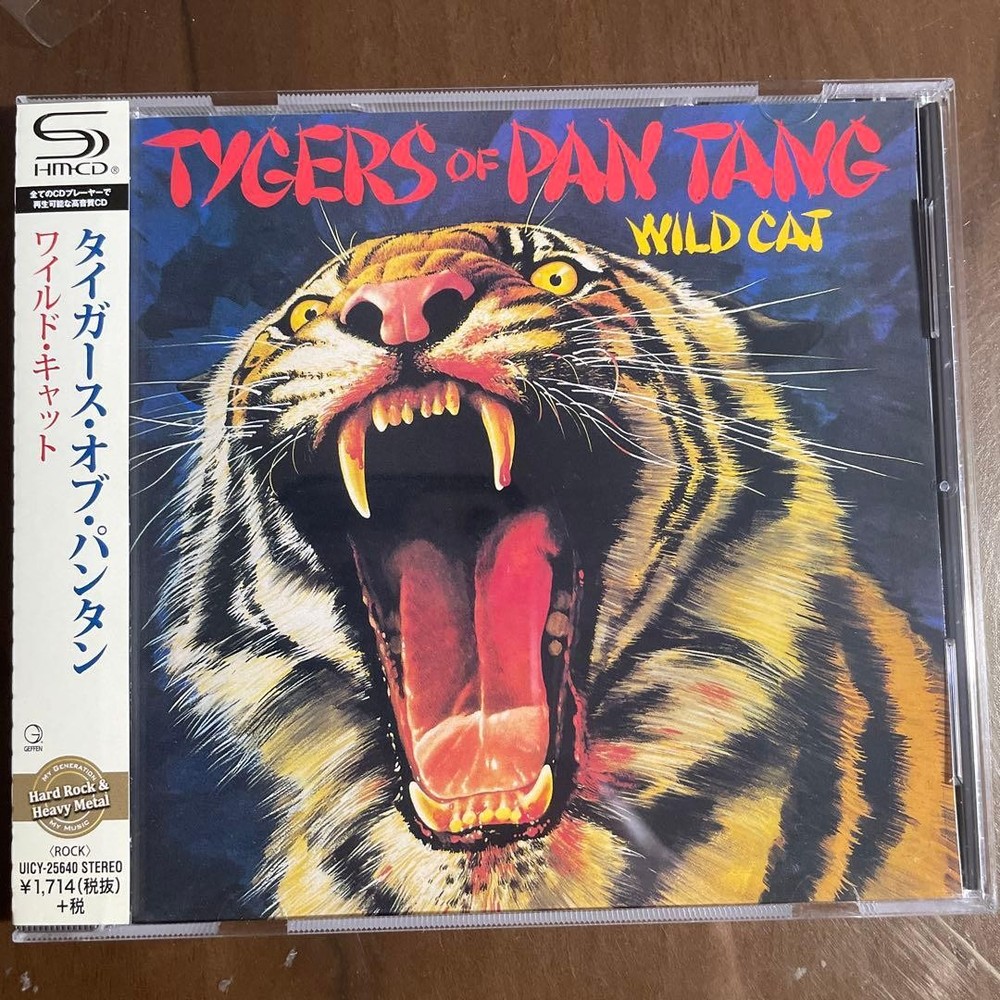 SHM-CD®
全てのCDプレーヤーで
再生可能な高音質CD
タイガース・オブ・パンタン
ワイルド・キャット
GEFFEN
MY GENERATION
Hard Rock &
Heavy Metal
MY MUSIC
〈ROCK〉
UICY-25640 STEREO
¥1,714(税抜)
+税
TYGERS OF PAN TANG
WILD CAT